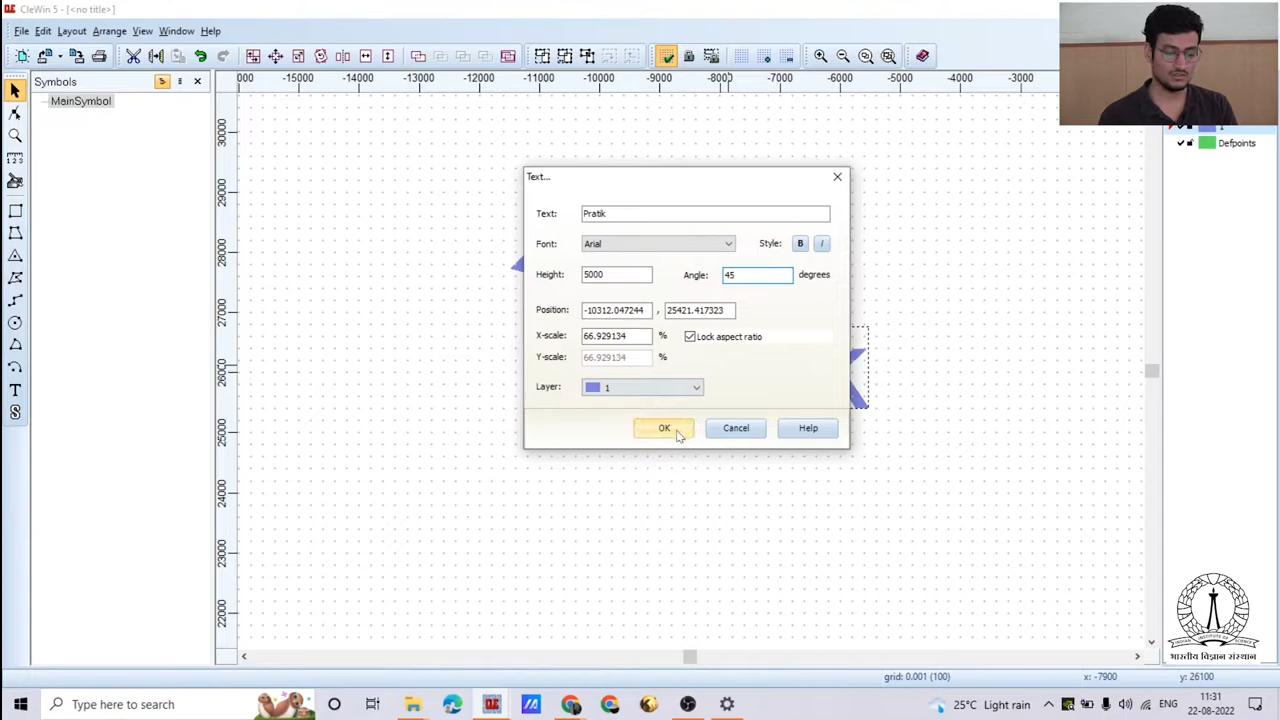 CleWin 5 - [<no title>]
File Edit Layout Arrange View Window Help
Symbols
MainSymbol
000 -15000 -14000 -13000 -12000 -11000 -10000 -9000 -8000 -7000 -6000 -5000 -4000 -3000
30000
29000
28000
27000
26000
25000
24000
23000
22000
1
Defpoints
Text...
Text: Pratik
Font: Arial Style: B I
Height: 5000 Angle: 45 degrees
Position: -10312.047244 , 25421.417323
X-scale: 66.929134 % Lock aspect ratio
Y-scale: 66.929134 %
Layer: 1
OK Cancel Help
भारतीय विज्ञान संस्थान
grid: 0.001 (100) x: -7900 y: 26100
Type here to search
25°C Light rain ENG 11:31
22-08-2022